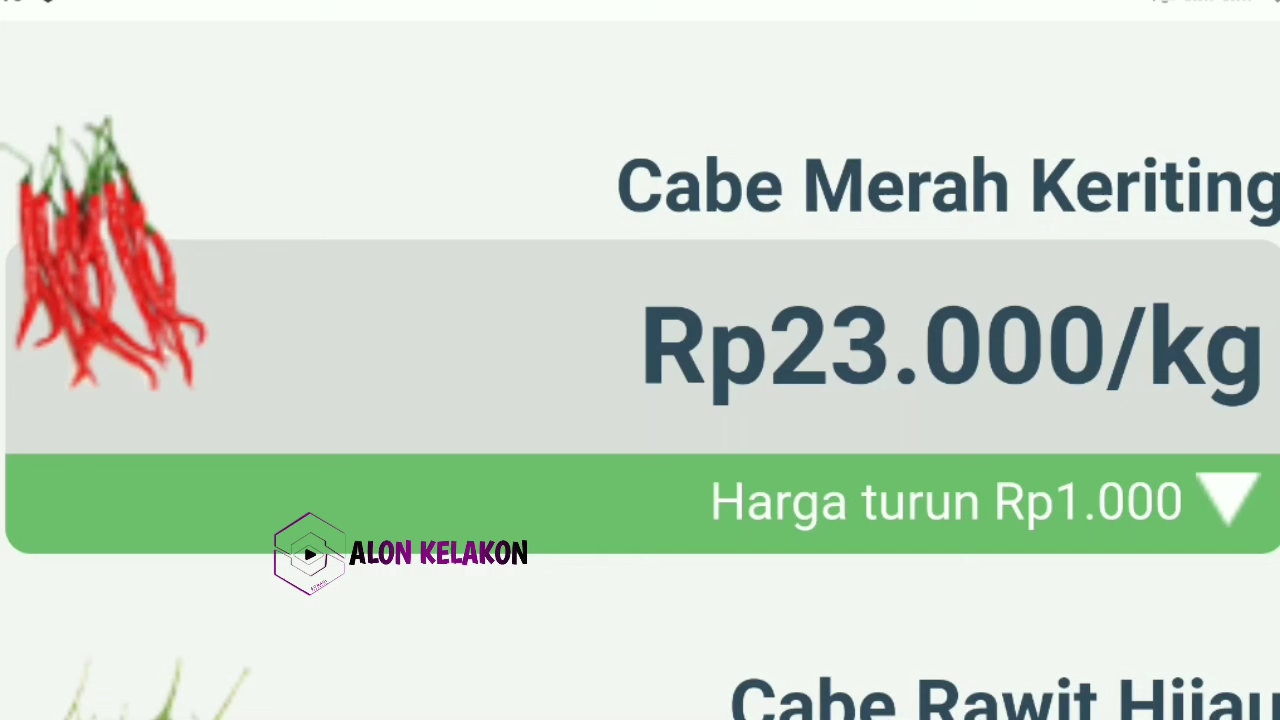 Cabe Merah Keriting
Rp23.000/kg
Harga turun Rp1.000
ALON KELAKON
Cabe Rawit Hijau